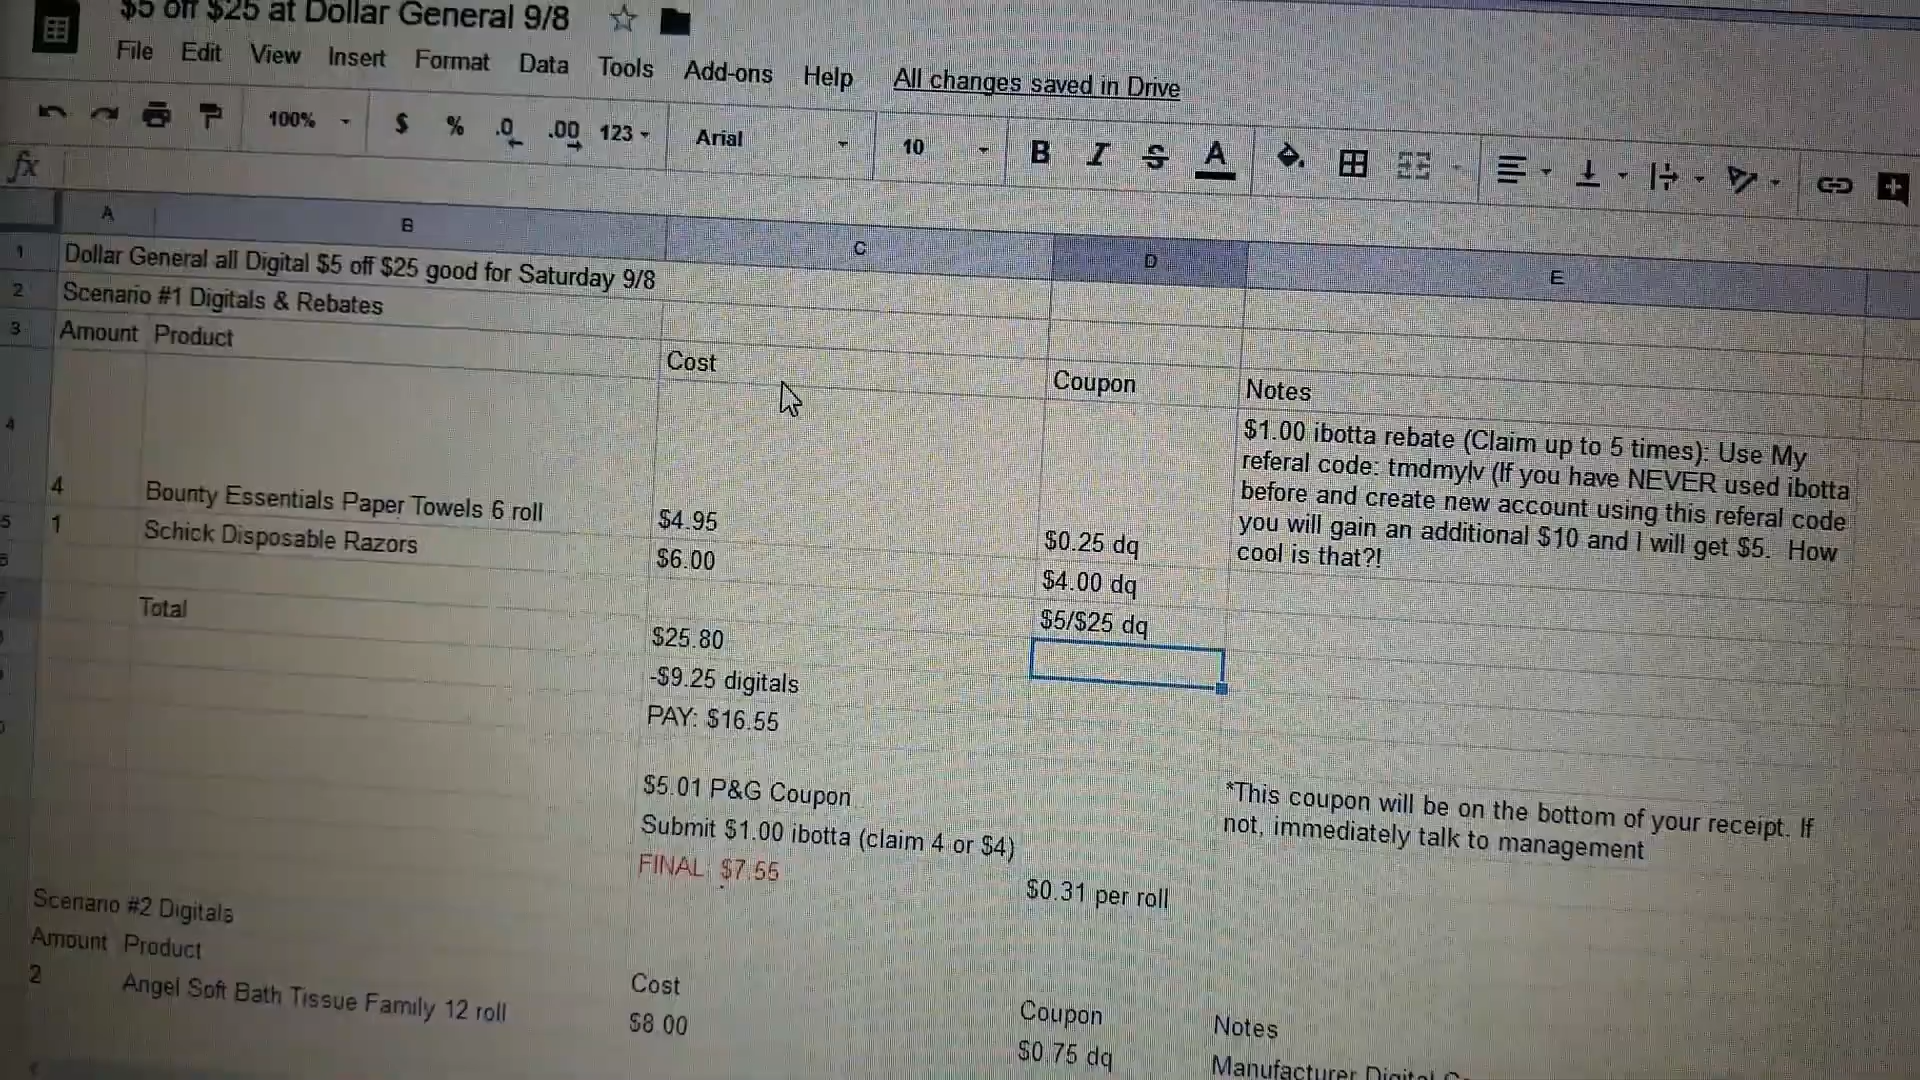 $5 off $25 at Dollar General 9/8
File Edit View Insert Format Data Tools Add-ons Help All changes saved in Drive
100% $ % .0 .00 123 Arial 10 B I S A
fx
A B C D E
1 Dollar General all Digital $5 off $25 good for Saturday 9/8
2 Scenario #1 Digitals & Rebates
3 Amount Product Cost Coupon Notes
4
$1.00 ibotta rebate (Claim up to 5 times): Use My
referal code: tmdmylv (If you have NEVER used ibotta
before and create new account using this referal code
you will gain an additional $10 and I will get $5. How
cool is that?!
4 Bounty Essentials Paper Towels 6 roll $4.95 $0.25 dq
5 1 Schick Disposable Razors $6.00 $4.00 dq
6 $5/$25 dq
Total $25.80
-$9.25 digitals
PAY: $16.55
$5.01 P&G Coupon
*This coupon will be on the bottom of your receipt. If
not, immediately talk to management
Submit $1.00 ibotta (claim 4 or $4)
FINAL: $7.55 $0.31 per roll
Scenario #2 Digitals
Amount Product Cost Coupon Notes
2 Angel Soft Bath Tissue Family 12 roll $8.00 $0.75 dq Manufacturer Digital